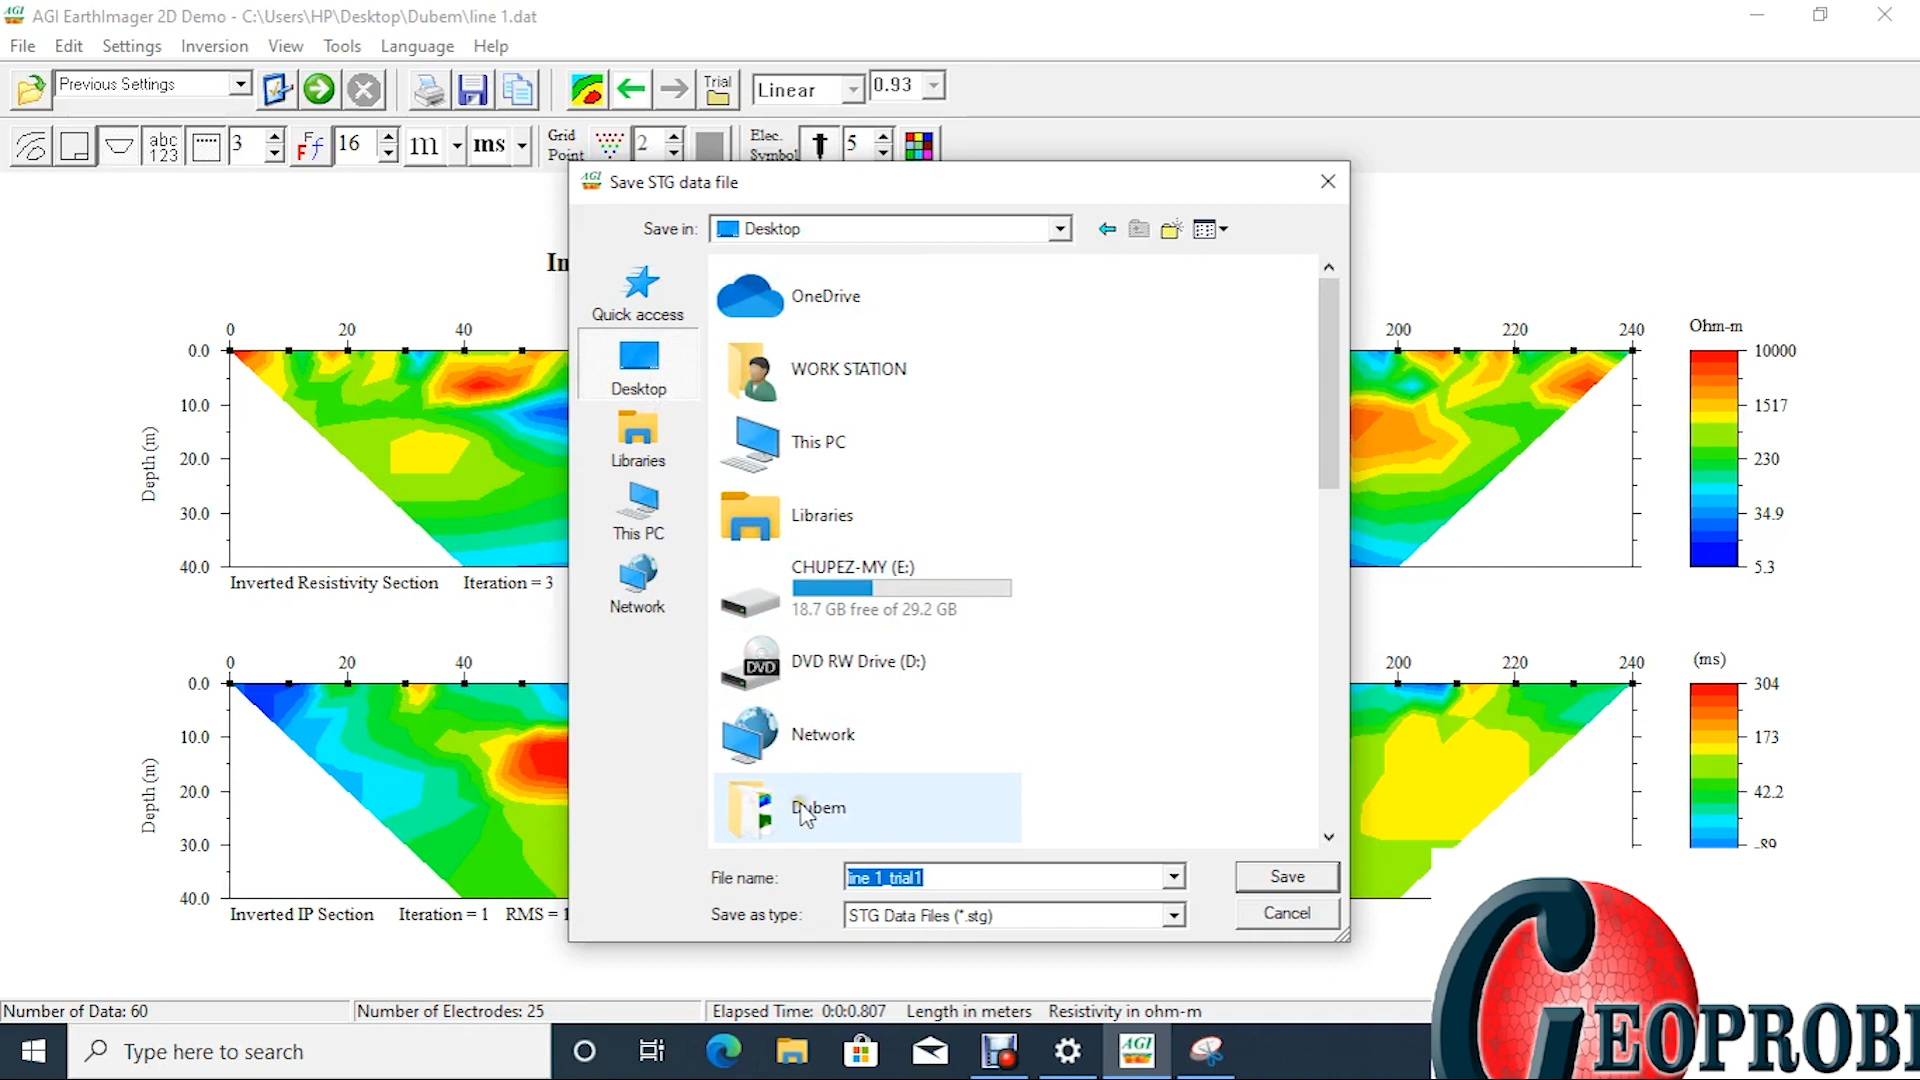 AGI EarthImager 2D Demo - C:\Users\HP\Desktop\Dubem\line 1.dat
File Edit Settings Inversion View Tools Language Help
Previous Settings Trial Linear 0.93
abc 123 3 Ff 16 m ms Grid Point 2 Elec. Symbol 5
AGI Save STG data file
Save in: Desktop
Quick access
Desktop
Libraries
This PC
Network
OneDrive
WORK STATION
This PC
Libraries
CHUPEZ-MY (E:)
18.7 GB free of 29.2 GB
DVD RW Drive (D:)
DVD
Network
Dubem
File name: line 1_trial1 Save
Save as type: STG Data Files (*.stg) Cancel
0 20 40 200 220 240 Ohm-m
0.0
10.0
20.0
30.0
40.0
Depth (m)
10000
1517
230
34.9
5.3
Inverted Resistivity Section Iteration = 3
0 20 40 200 220 240 (ms)
0.0
10.0
20.0
30.0
40.0
Depth (m)
304
173
42.2
Inverted IP Section Iteration = 1 RMS = 1
Number of Data: 60 Number of Electrodes: 25 Elapsed Time: 0:0:0.807 Length in meters Resistivity in ohm-m
Type here to search
AGI
GEOPROB